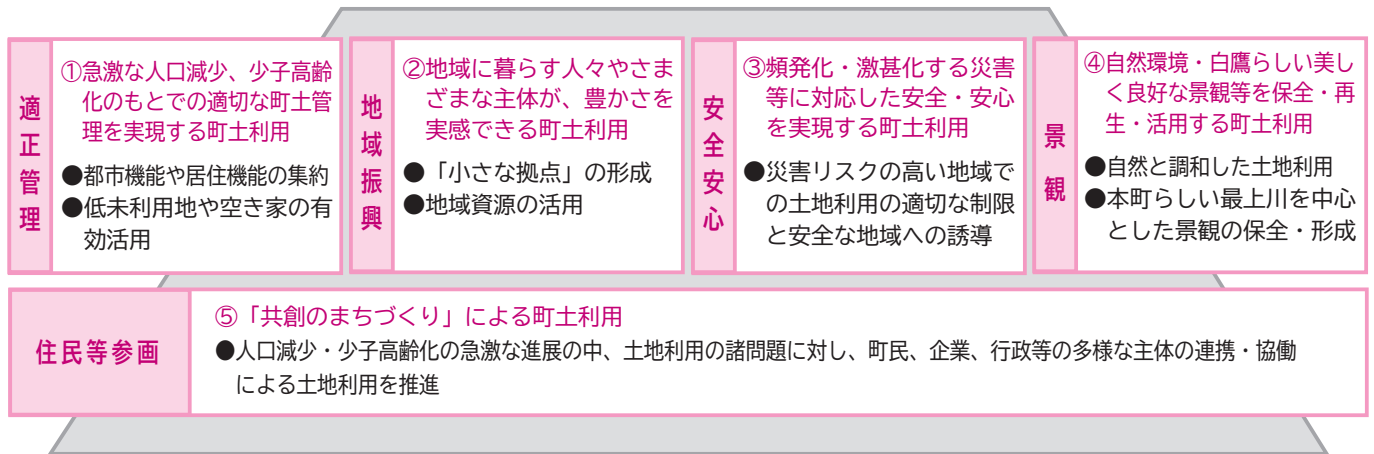 適正管理
①急激な人口減少、少子高齢
化のもとでの適切な町土管
理を実現する町土利用
●都市機能や居住機能の集約
●低未利用地や空き家の有
効活用
地域振興
②地域に暮らす人々やさま
ざまな主体が、豊かさを
実感できる町土利用
●「小さな拠点」の形成
●地域資源の活用
安全安心
③頻発化・激甚化する災害
等に対応した安全・安心
を実現する町土利用
●災害リスクの高い地域で
の土地利用の適切な制限
と安全な地域への誘導
景観
④自然環境・白鷹らしい美し
く良好な景観等を保全・再
生・活用する町土利用
●自然と調和した土地利用
●本町らしい最上川を中心
とした景観の保全・形成
住民等参画
⑤「共創のまちづくり」による町土利用
●人口減少・少子高齢化の急激な進展の中、土地利用の諸問題に対し、町民、企業、行政等の多様な主体の連携・協働
による土地利用を推進